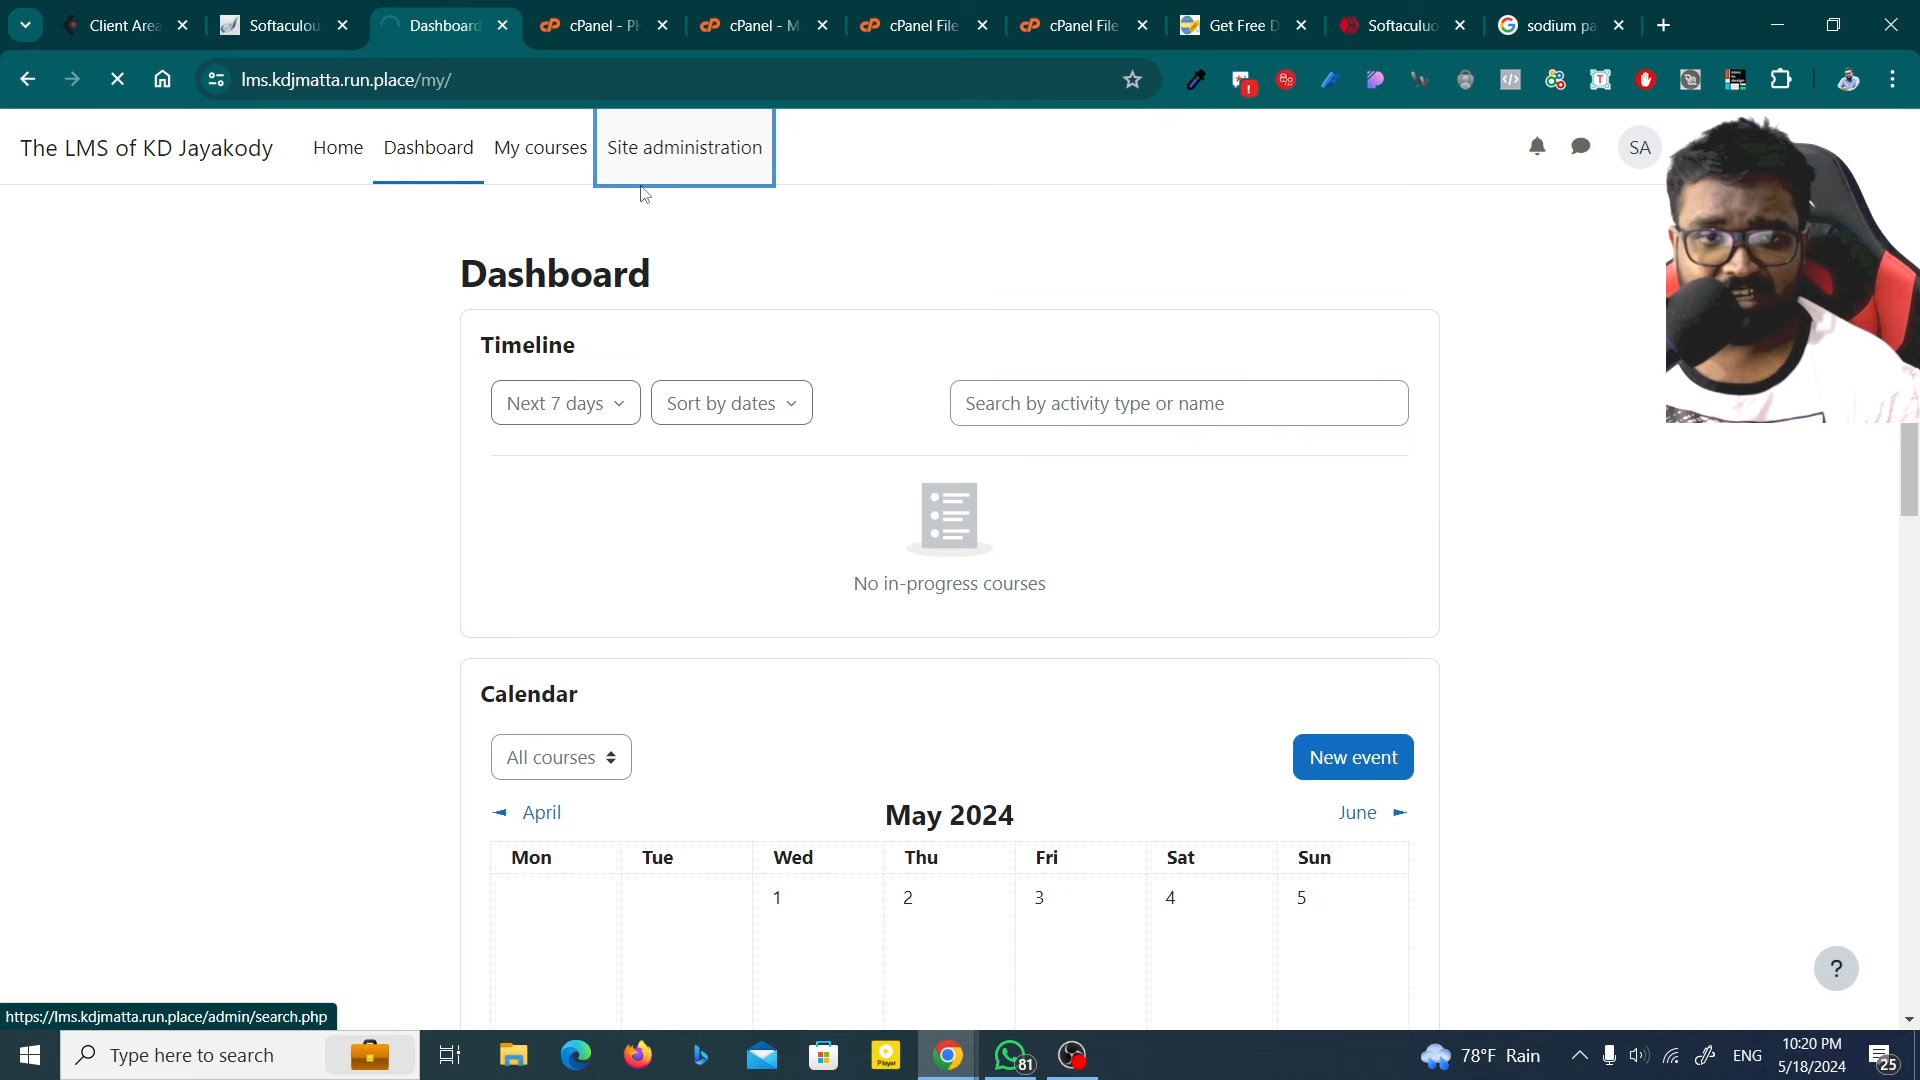 Client Area
Softaculou
Dashboard
cPanel - Ph
cPanel - M
cPanel File
cPanel File
Get Free D
Softaculuo
sodium pa
lms.kdjmatta.run.place/my/
The LMS of KD Jayakody
Home
Dashboard
My courses
Site administration
SA
Dashboard
Timeline
Next 7 days
Sort by dates
Search by activity type or name
No in-progress courses
Calendar
All courses
New event
April
May 2024
June
Mon Tue Wed Thu Fri Sat Sun
1 2 3 4 5
?
https://lms.kdjmatta.run.place/admin/search.php
Type here to search
81
78°F Rain
ENG
10:20 PM
5/18/2024
25